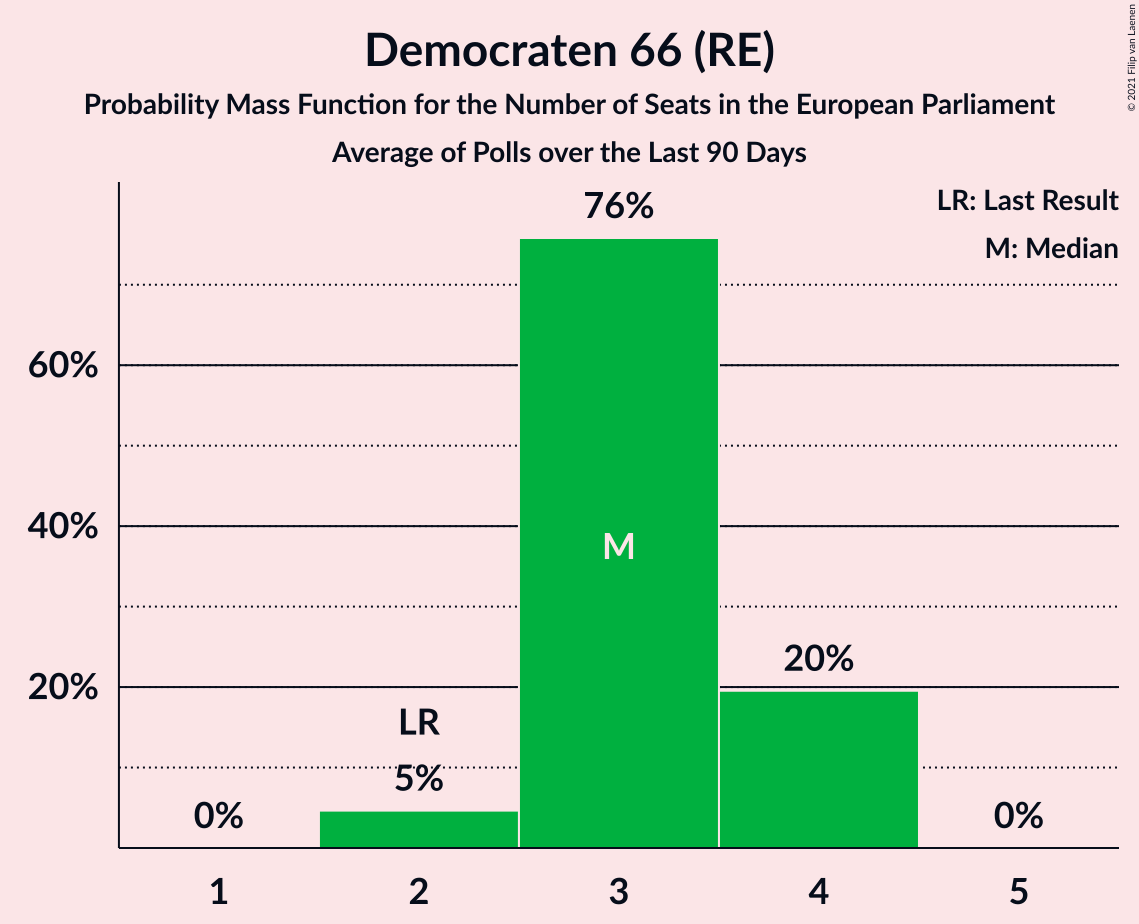 Democraten 66 (RE)
Probability Mass Function for the Number of Seats in the European Parliament
Average of Polls over the Last 90 Days
© 2021 Filip van Laenen
LR: Last Result
M: Median
76%
60%
40%
M
20%
20%
LR
5%
0%
0%
1
2
3
4
5